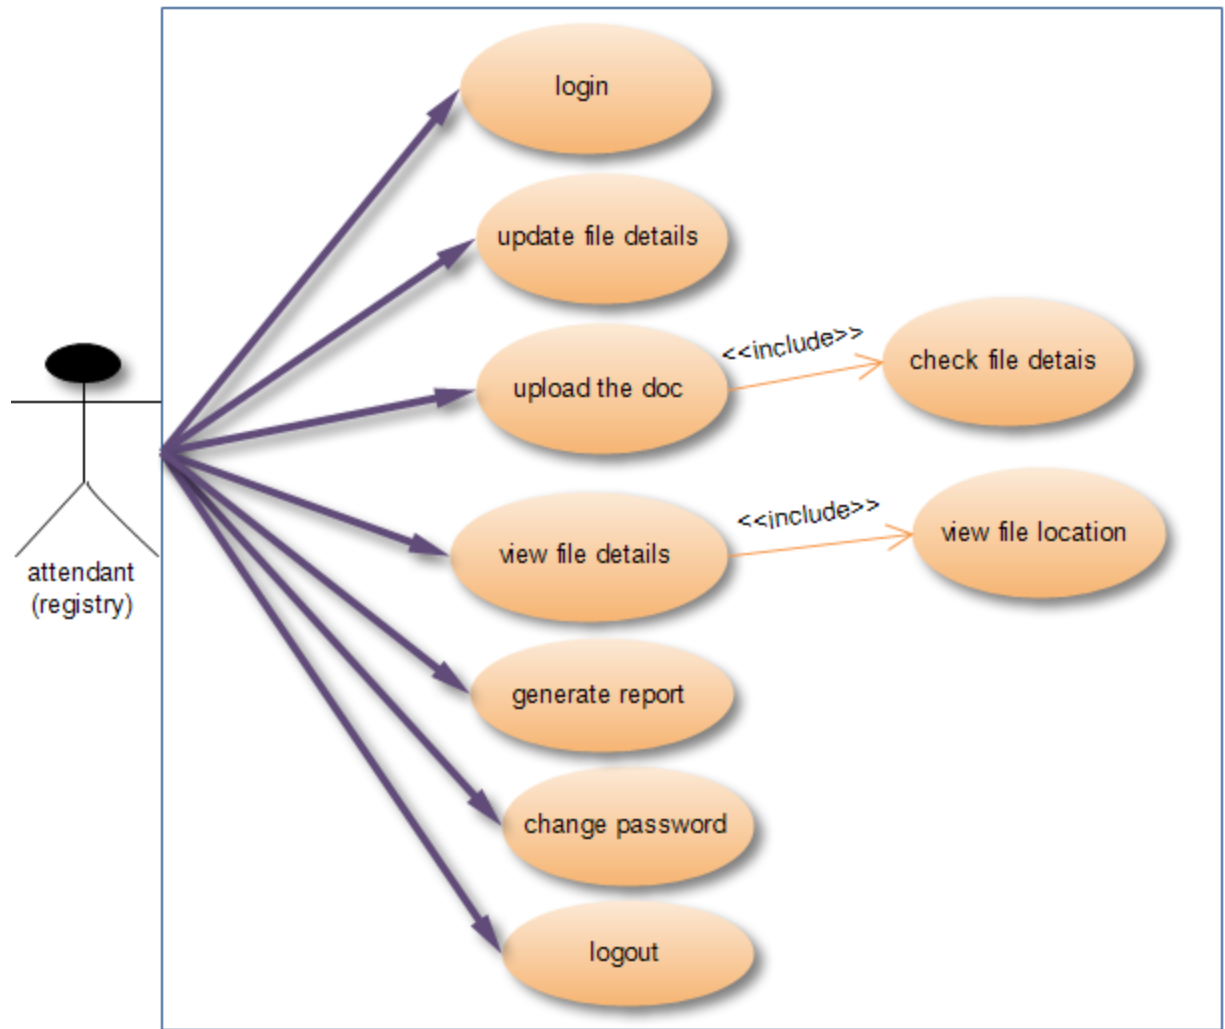 login
update file details
<<include>>
upload the doc
check file detais
<<include>>
view file details
view file location
attendant
(registry)
generate report
change password
logout